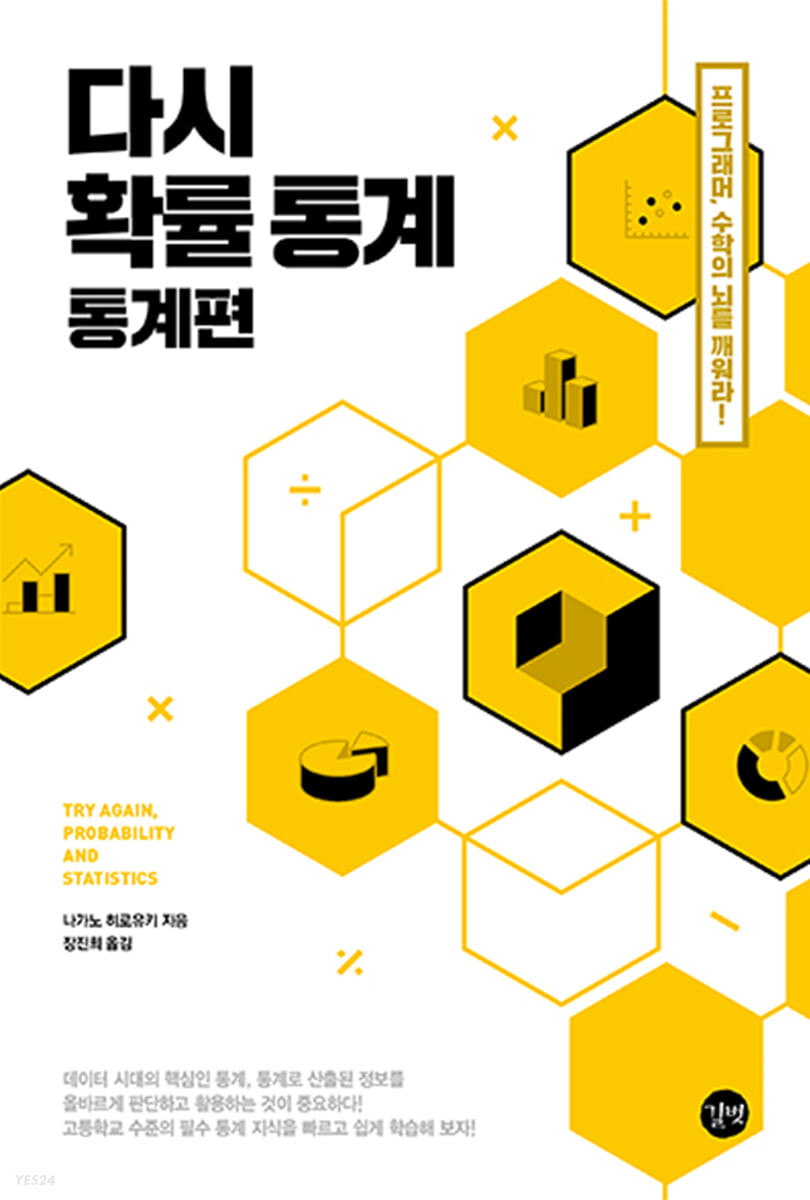 다시
확률 통계
통계편
프로그래머, 수학의 뇌를 깨워라!
TRY AGAIN,
PROBABILITY
AND
STATISTICS
나가노 히로유키 지음
장진희 옮김
데이터 시대의 핵심인 통계, 통계로 산출된 정보를
올바르게 판단하고 활용하는 것이 중요하다!
고등학교 수준의 필수 통계 지식을 빠르고 쉽게 학습해 보자!
길벗
YES24